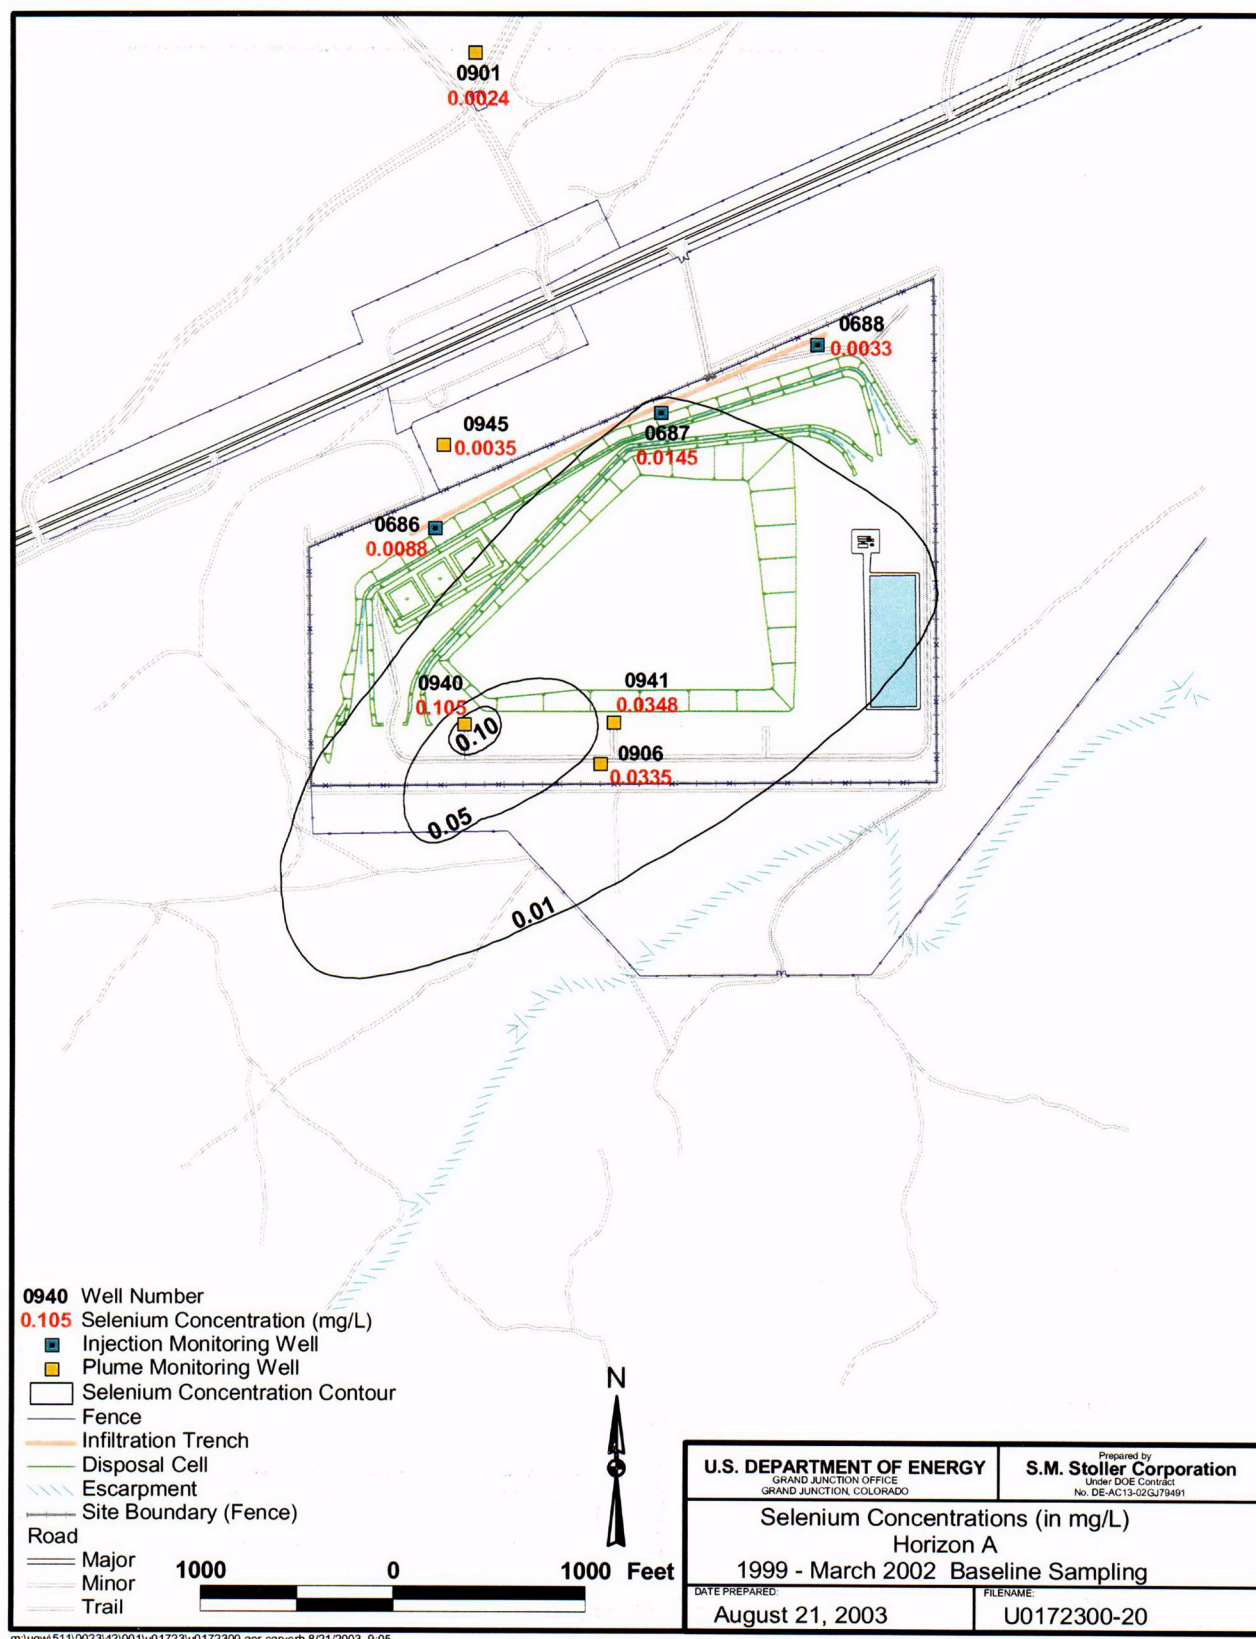 0901
0.0024
0688
0.0033
0945
0.0035
0687
0.0145
0686
0.0088
0940
0.105
0941
0.0348
0.10
0906
0.0335
0.05
0.01
0940 Well Number
0.105 Selenium Concentration (mg/L)
Injection Monitoring Well
Plume Monitoring Well
Selenium Concentration Contour
Fence
Infiltration Trench
Disposal Cell
Escarpment
Site Boundary (Fence)
Road
Major
Minor
Trail
N
1000 0 1000 Feet
U.S. DEPARTMENT OF ENERGY
GRAND JUNCTION OFFICE
GRAND JUNCTION, COLORADO
Prepared by
S.M. Stoller Corporation
Under DOE Contract
No. DE-AC13-02GJ79491
Selenium Concentrations (in mg/L)
Horizon A
1999 - March 2002 Baseline Sampling
DATE PREPARED:
August 21, 2003
FILENAME:
U0172300-20